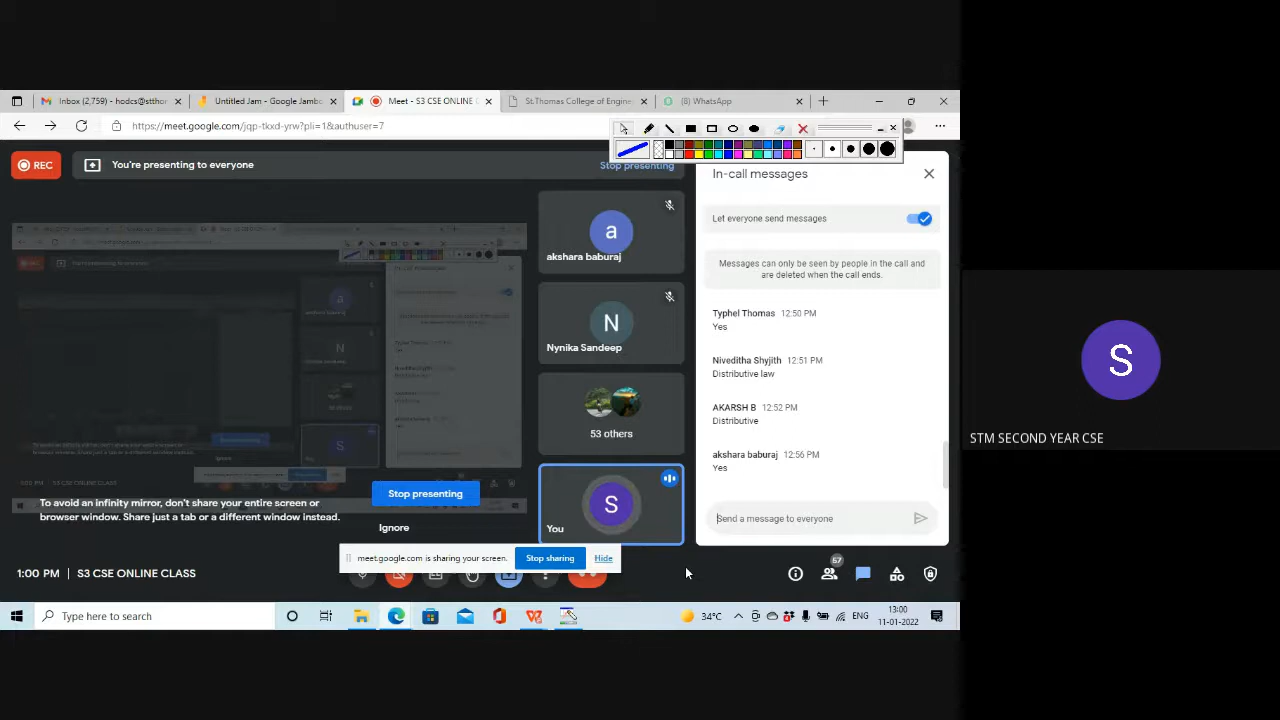 Inbox (2,759) - hodcs@sttho
Untitled Jam - Google Jambo
Meet - S3 CSE ONLINE C
St.Thomas College of Engine
(8) WhatsApp
https://meet.google.com/jqp-tkxd-yrw?pli=1&authuser=7
REC
You're presenting to everyone
Stop presenting
In-call messages
Let everyone send messages
Messages can only be seen by people in the call and
are deleted when the call ends.
a
akshara baburaj
N
Nynika Sandeep
53 others
S
You
Typhel Thomas 12:50 PM
Yes
Niveditha Shyjith 12:51 PM
Distributive law
AKARSH B 12:52 PM
Distributive
akshara baburaj 12:56 PM
Yes
Send a message to everyone
To avoid an infinity mirror, don't share your entire screen or
browser window. Share just a tab or a different window instead.
Stop presenting
Ignore
meet.google.com is sharing your screen.
Stop sharing
Hide
1:00 PM | S3 CSE ONLINE CLASS
57
Type here to search
34°C
ENG
13:00
11-01-2022
S
STM SECOND YEAR CSE